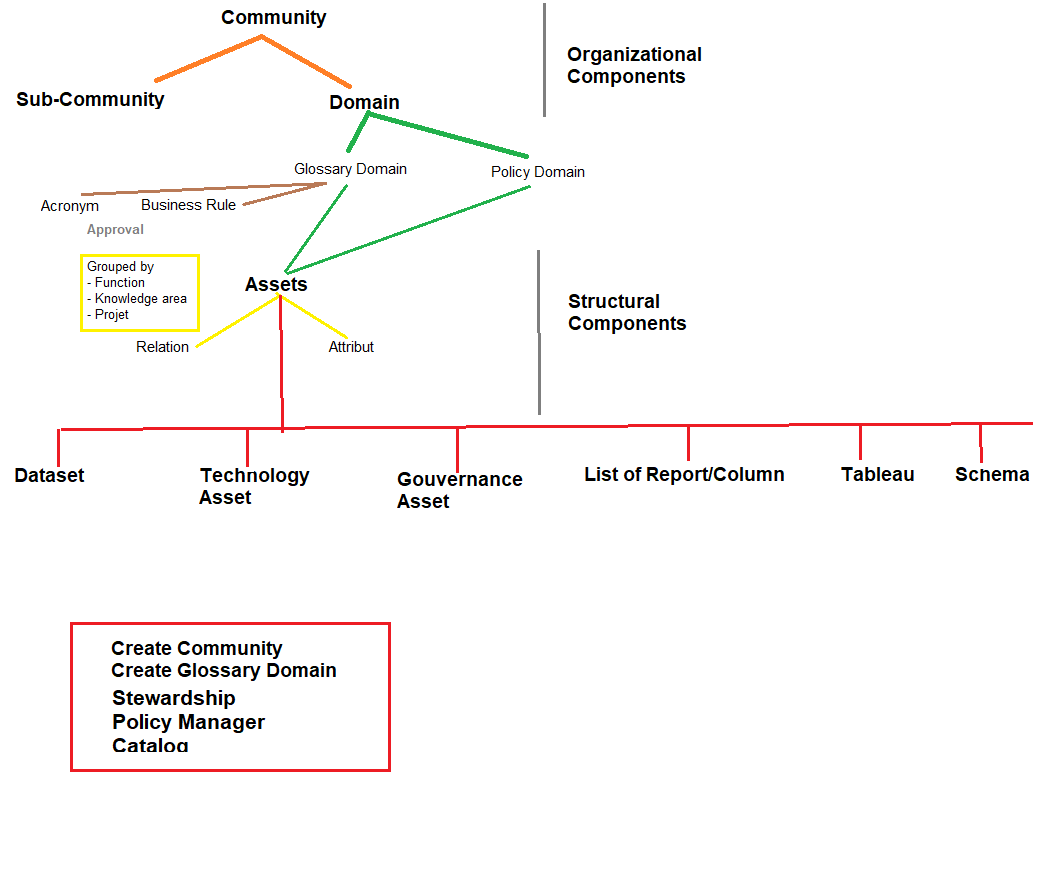 Community
Organizational
Components
Sub-Community
Domain
Glossary Domain
Policy Domain
Acronym
Business Rule
Approval
Grouped by
- Function
- Knowledge area
- Projet
Assets
Structural
Components
Relation
Attribut
Dataset
Technology
Asset
Gouvernance
Asset
List of Report/Column
Tableau
Schema
Create Community
Create Glossary Domain
Stewardship
Policy Manager
Catalog